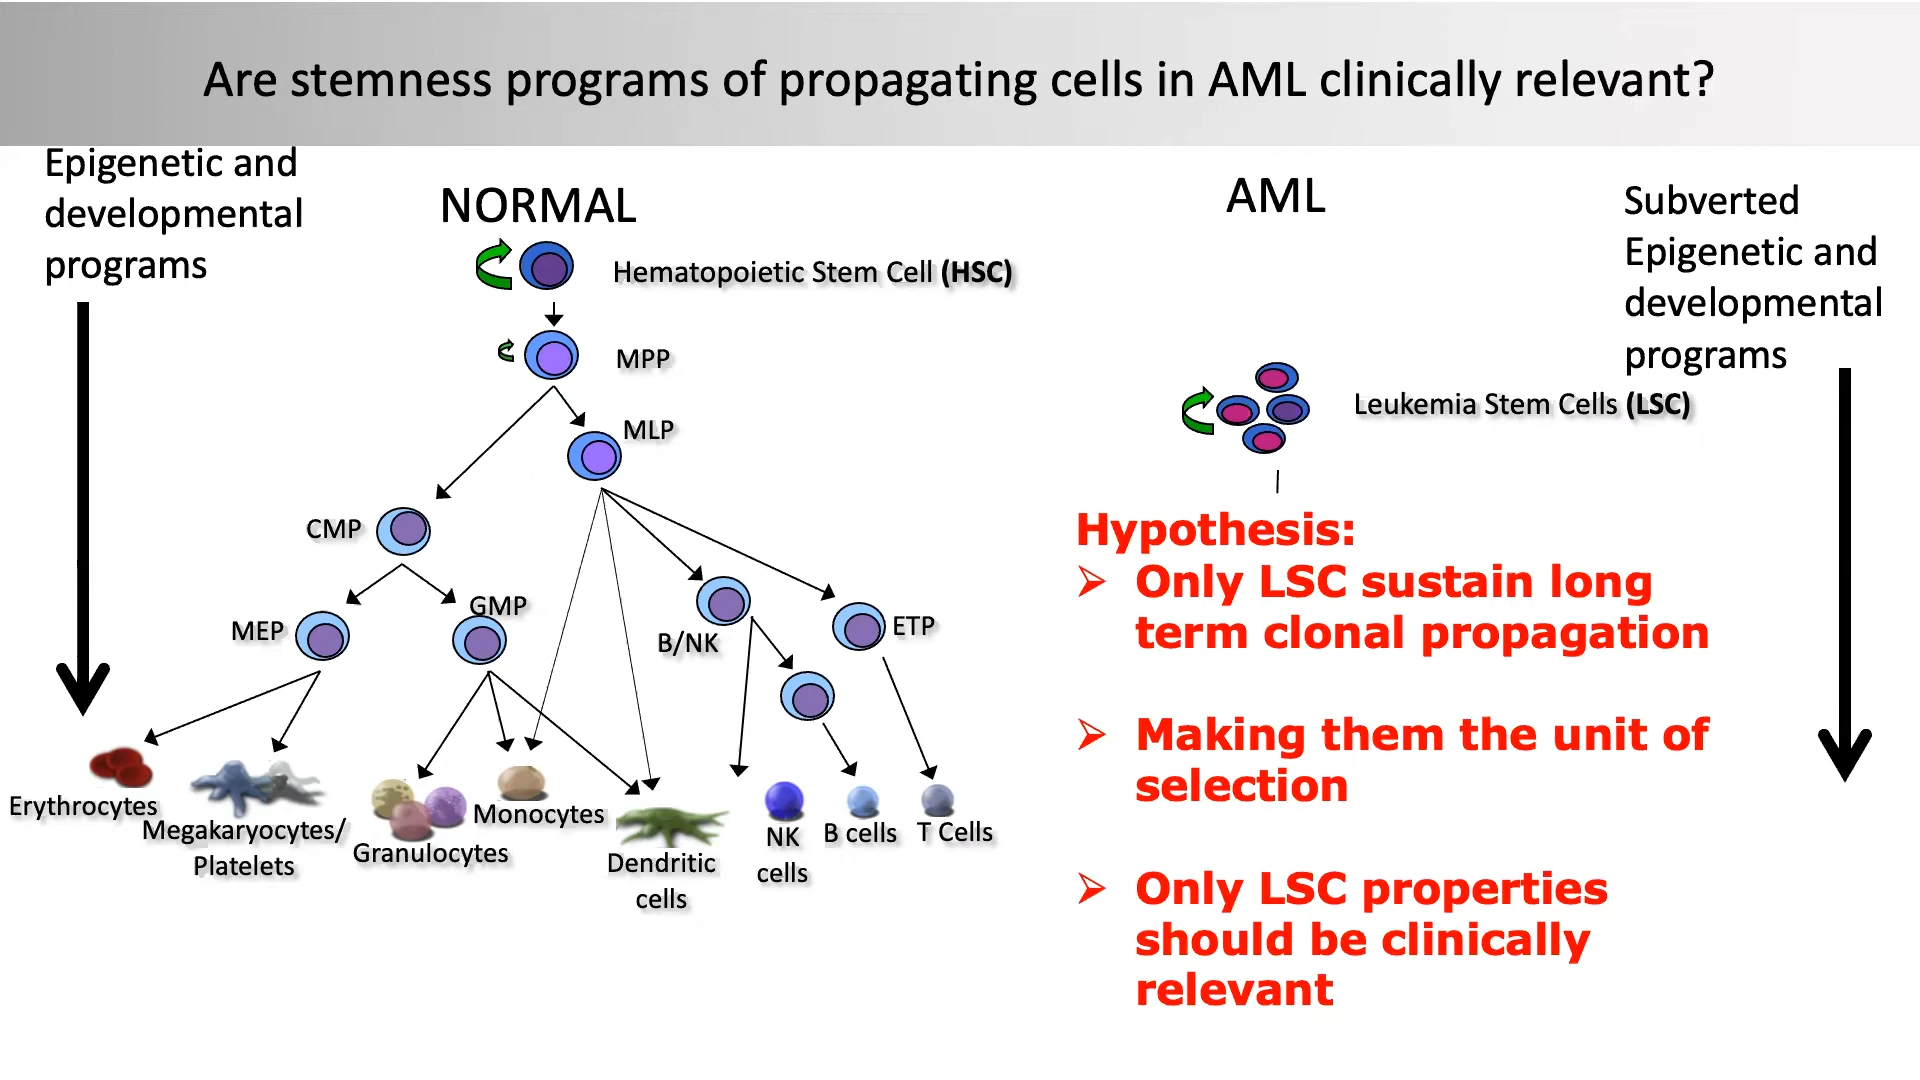 Are stemness programs of propagating cells in AML clinically relevant?
Epigenetic and
developmental
programs
NORMAL
Hematopoietic Stem Cell (HSC)
MPP
MLP
CMP
MEP
GMP
B/NK
ETP
Erythrocytes
Megakaryocytes/
Platelets
Granulocytes
Monocytes
Dendritic
cells
NK
cells
B cells
T Cells
AML
Subverted
Epigenetic and
developmental
programs
Leukemia Stem Cells (LSC)
Hypothesis:
➢ Only LSC sustain long
term clonal propagation
➢ Making them the unit of
selection
➢ Only LSC properties
should be clinically
relevant